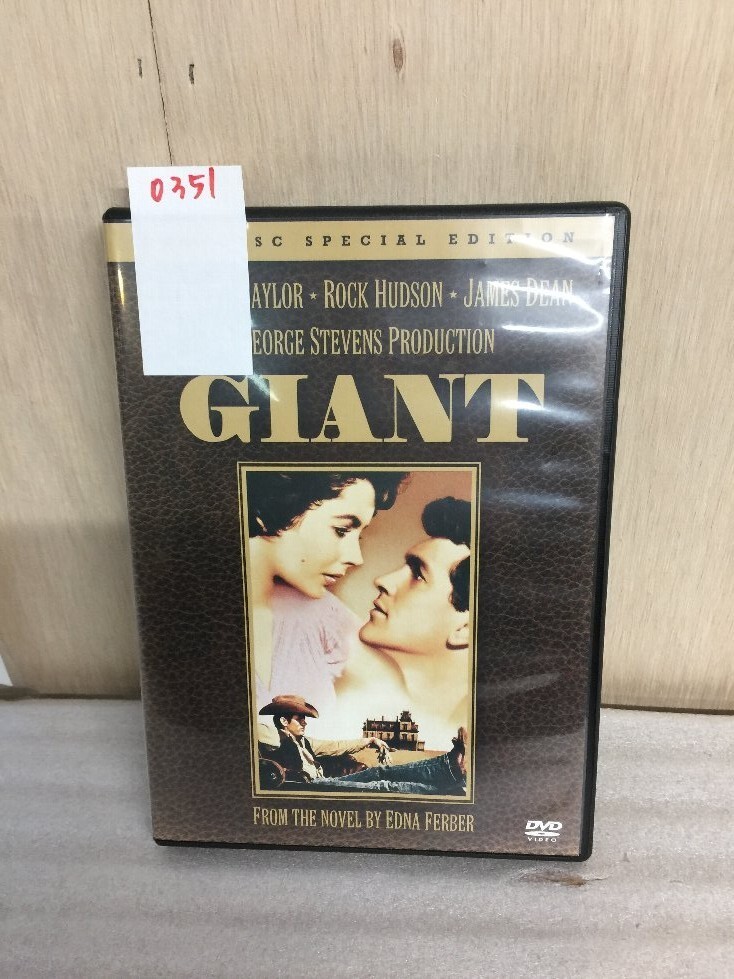 0351
SC SPECIAL EDITION
AYLOR ★ ROCK HUDSON ★ JAMES DEAN
EORGE STEVENS PRODUCTION
GIANT
FROM THE NOVEL BY EDNA FERBER
DVD
VIDEO